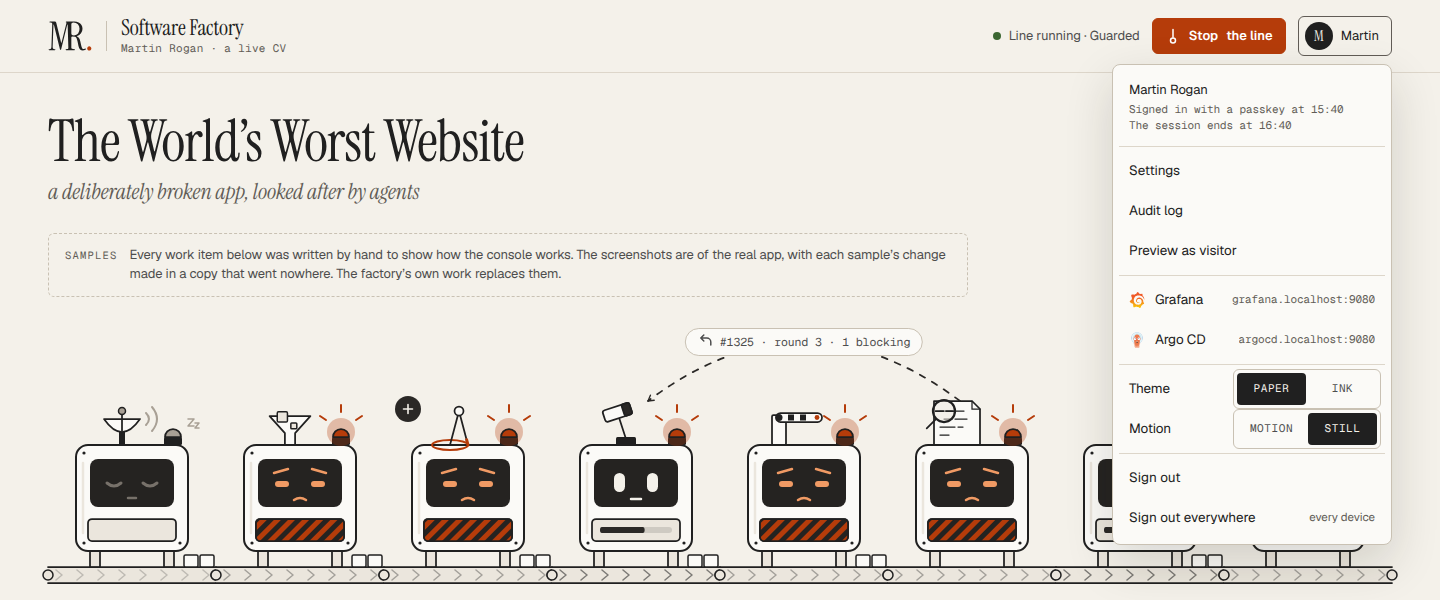 MR.
Software Factory
Martin Rogan · a live CV
Line running · Guarded
Stop the line
M
Martin
The World’s Worst Website
a deliberately broken app, looked after by agents
SAMPLES
Every work item below was written by hand to show how the console works. The screenshots are of the real app, with each sample’s change
made in a copy that went nowhere. The factory’s own work replaces them.
#1325 · round 3 · 1 blocking
zz
Martin Rogan
Signed in with a passkey at 15:40
The session ends at 16:40
Settings
Audit log
Preview as visitor
Grafana grafana.localhost:9080
Argo CD argocd.localhost:9080
Theme PAPER INK
Motion MOTION STILL
Sign out
Sign out everywhere every device